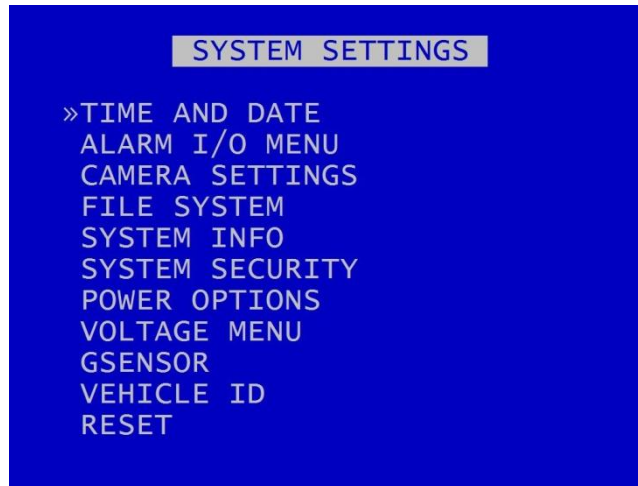 SYSTEM SETTINGS
»TIME AND DATE
ALARM I/O MENU
CAMERA SETTINGS
FILE SYSTEM
SYSTEM INFO
SYSTEM SECURITY
POWER OPTIONS
VOLTAGE MENU
GSENSOR
VEHICLE ID
RESET